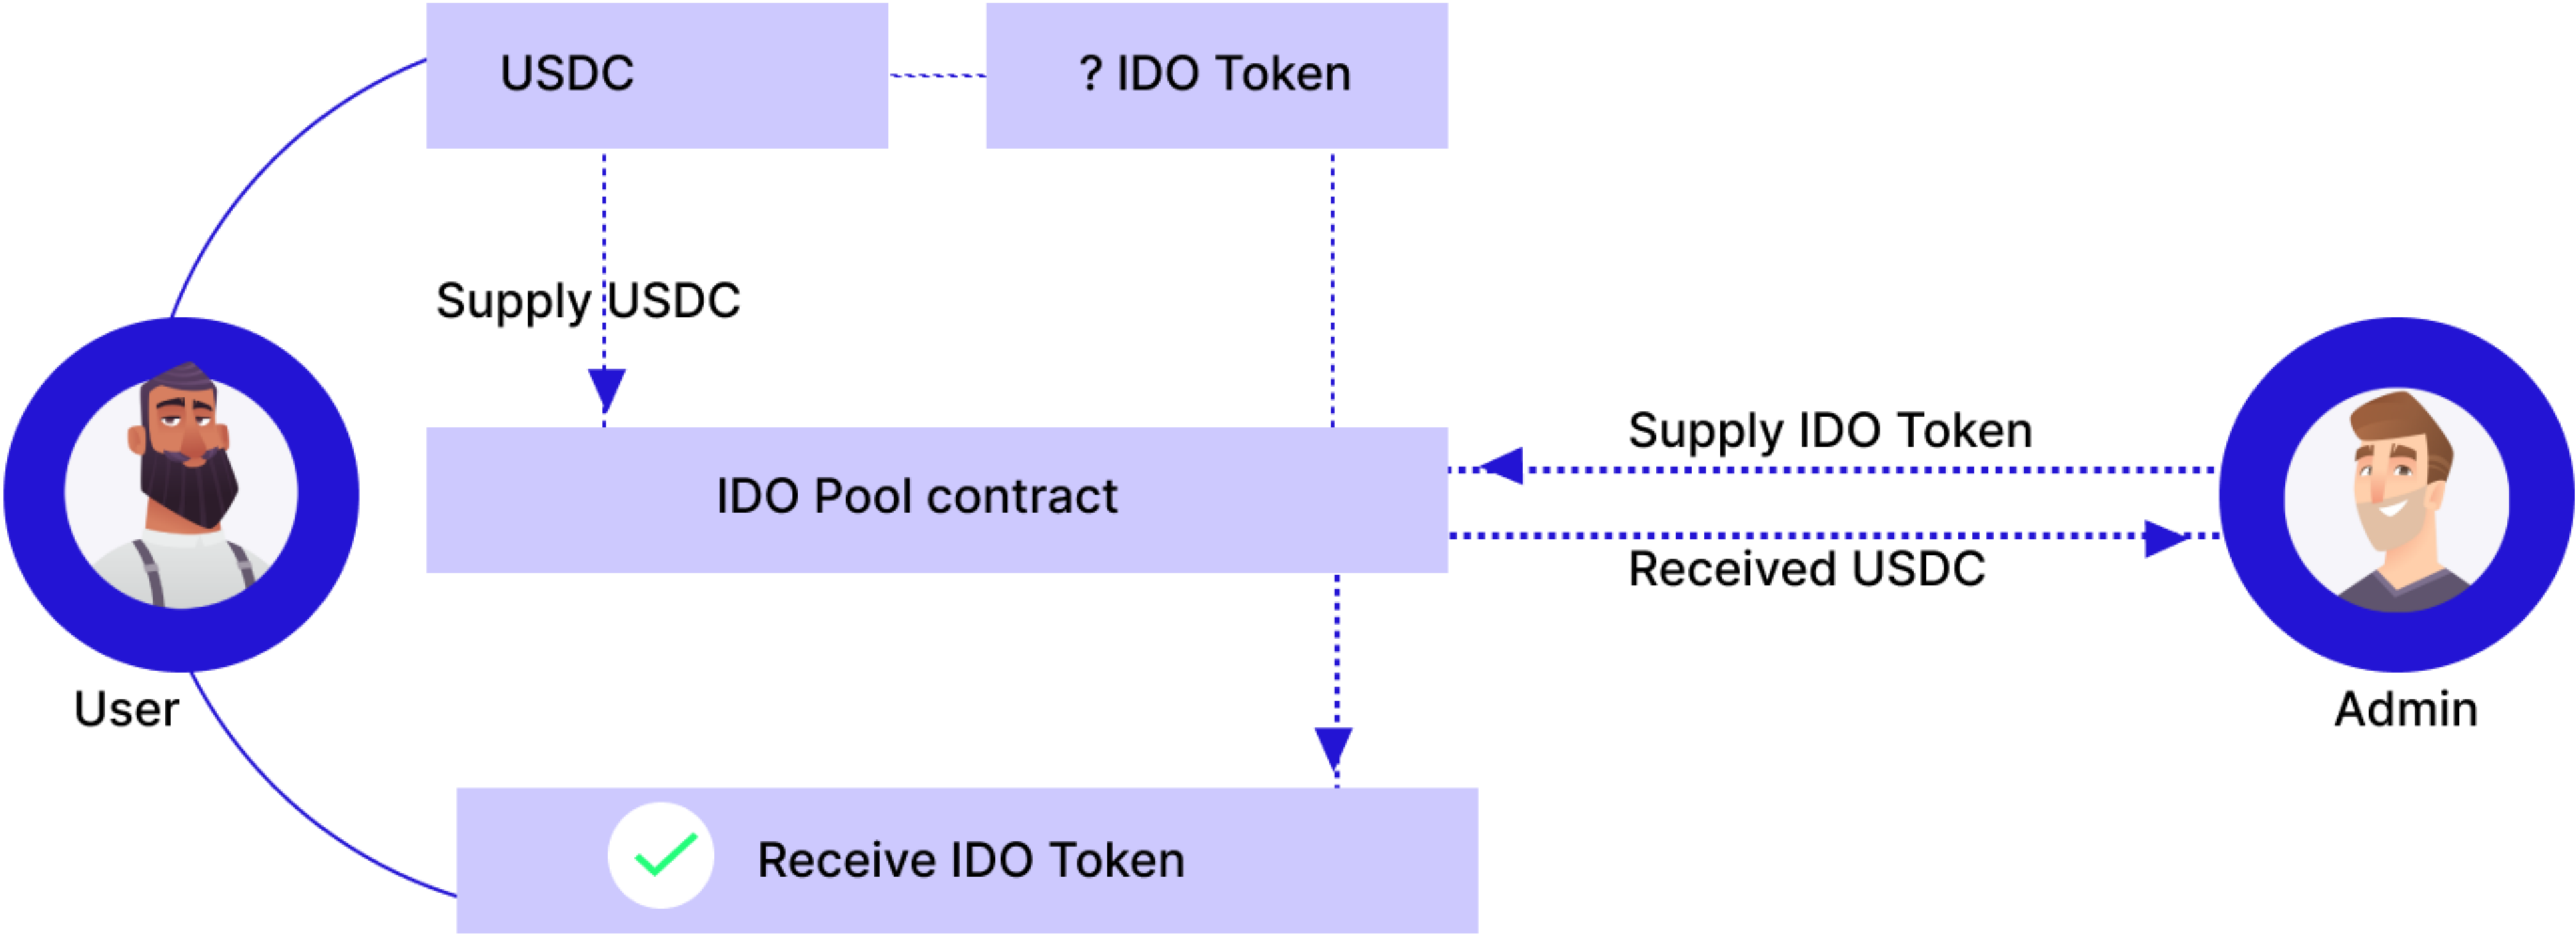 USDC
? IDO Token
Supply USDC
IDO Pool contract
Supply IDO Token
Received USDC
User
Admin
Receive IDO Token